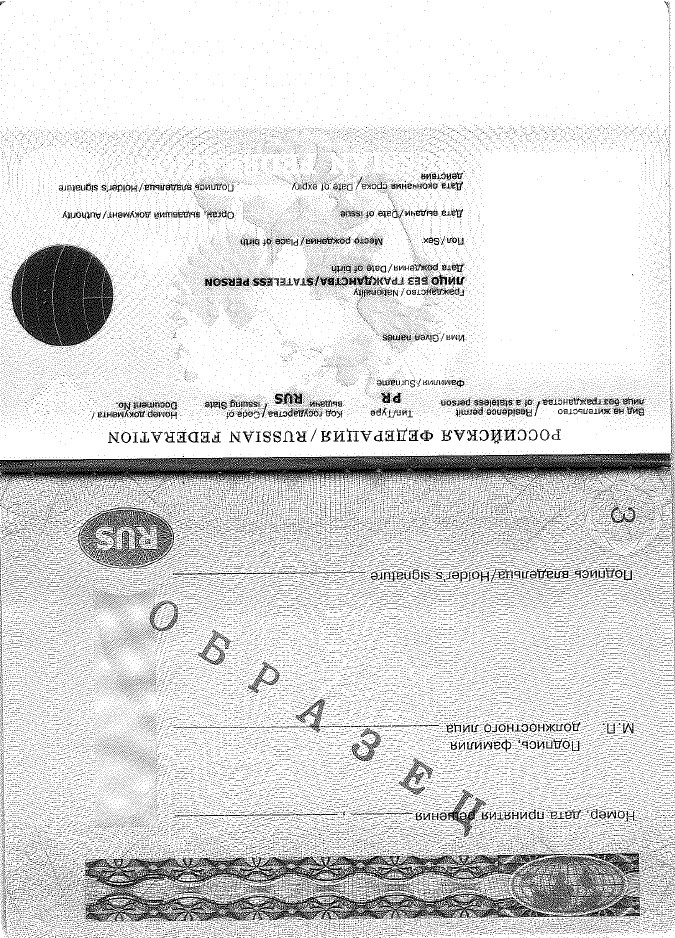 Номер, дата принятия решения
ОБРАЗЕЦ
Подпись, фамилия
М.П. должностного лица
Подпись владельца/Holder's signature
RUS
3
РОССИЙСКАЯ ФЕДЕРАЦИЯ/RUSSIAN FEDERATION
Вид на жительство / Residence permit Тип/Type Код государства / Code of Номер документа /
лица без гражданства / of a stateless person PR выдачи RUS / issuing State Document No.
Фамилия/Surname
Имя/Given names
Гражданство/Nationality
ЛИЦО БЕЗ ГРАЖДАНСТВА/STATELESS PERSON
Дата рождения/Date of birth
Пол/Sex Место рождения/Place of birth
Дата выдачи/Date of issue Орган, выдавший документ/Authority
Дата окончания срока/Date of expiry Подпись владельца/Holder's signature
действия